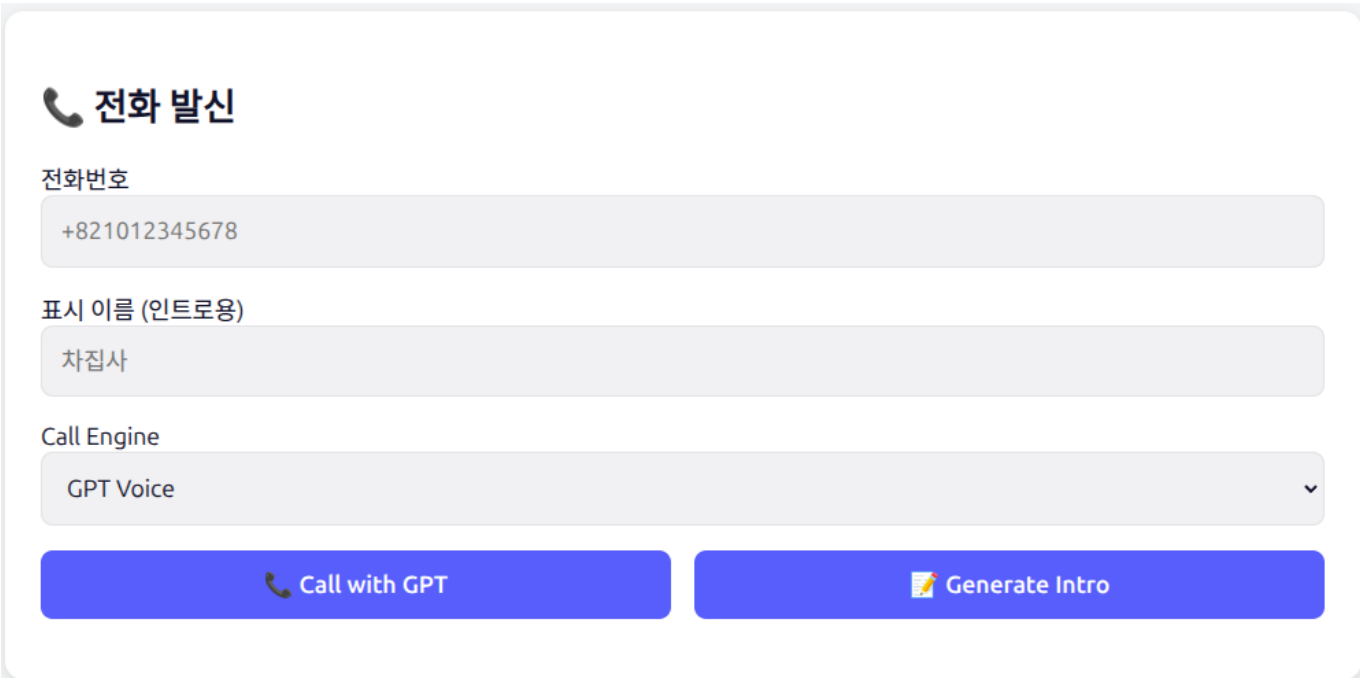 📞 전화 발신
전화번호
+821012345678
표시 이름 (인트로용)
차집사
Call Engine
GPT Voice
📞 Call with GPT
📝 Generate Intro